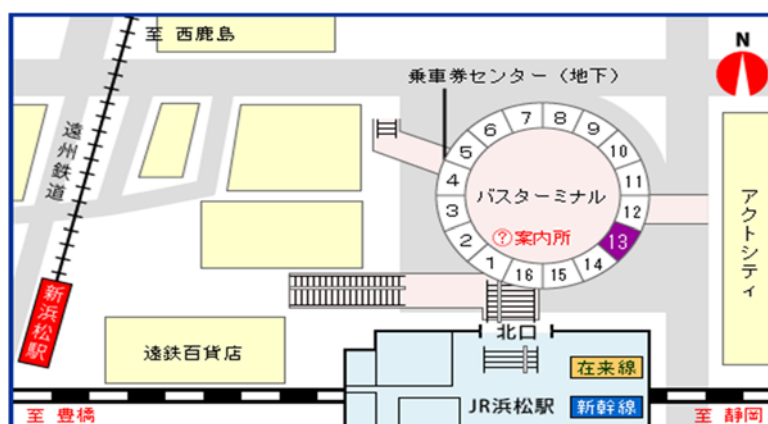 至 西鹿島
N
乗車券センター（地下）
遠州鉄道
7
8
6
9
5
10
4
11
3
12
バスターミナル
2
?案内所
13
1
14
16
15
アクトシティ
新浜松駅
北口
遠鉄百貨店
在来線
JR浜松駅
新幹線
至 豊橋
至 静岡